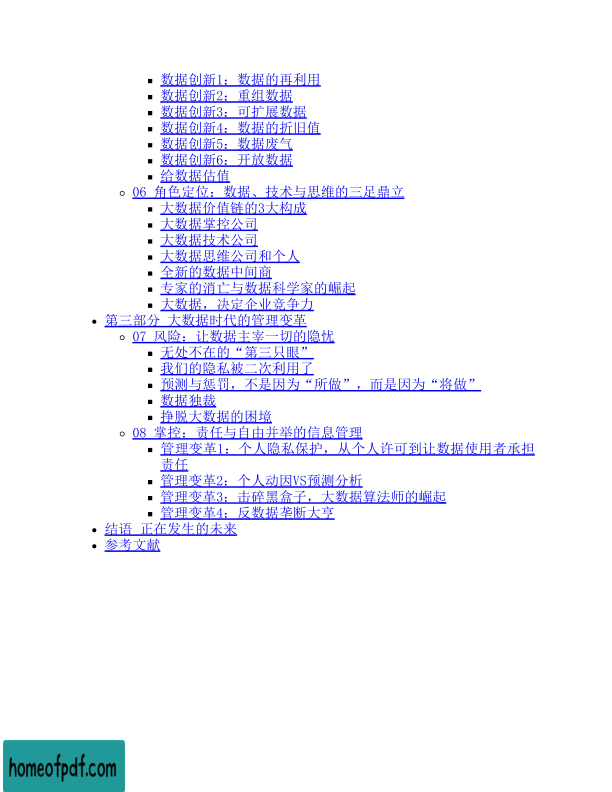 数据创新1：数据的再利用
数据创新2：重组数据
数据创新3：可扩展数据
数据创新4：数据的折旧值
数据创新5：数据废气
数据创新6：开放数据
给数据估值
06 角色定位：数据、技术与思维的三足鼎立
大数据价值链的3大构成
大数据掌控公司
大数据技术公司
大数据思维公司和个人
全新的数据中间商
专家的消亡与数据科学家的崛起
大数据，决定企业竞争力
第三部分 大数据时代的管理变革
07 风险：让数据主宰一切的隐忧
无处不在的“第三只眼”
我们的隐私被二次利用了
预测与惩罚，不是因为“所做”，而是因为“将做”
数据独裁
挣脱大数据的困境
08 掌控：责任与自由并举的信息管理
管理变革1：个人隐私保护，从个人许可到让数据使用者承担
责任
管理变革2：个人动因VS预测分析
管理变革3：击碎黑盒子，大数据算法师的崛起
管理变革4：反数据垄断大亨
结语 正在发生的未来
参考文献
homeofpdf.com